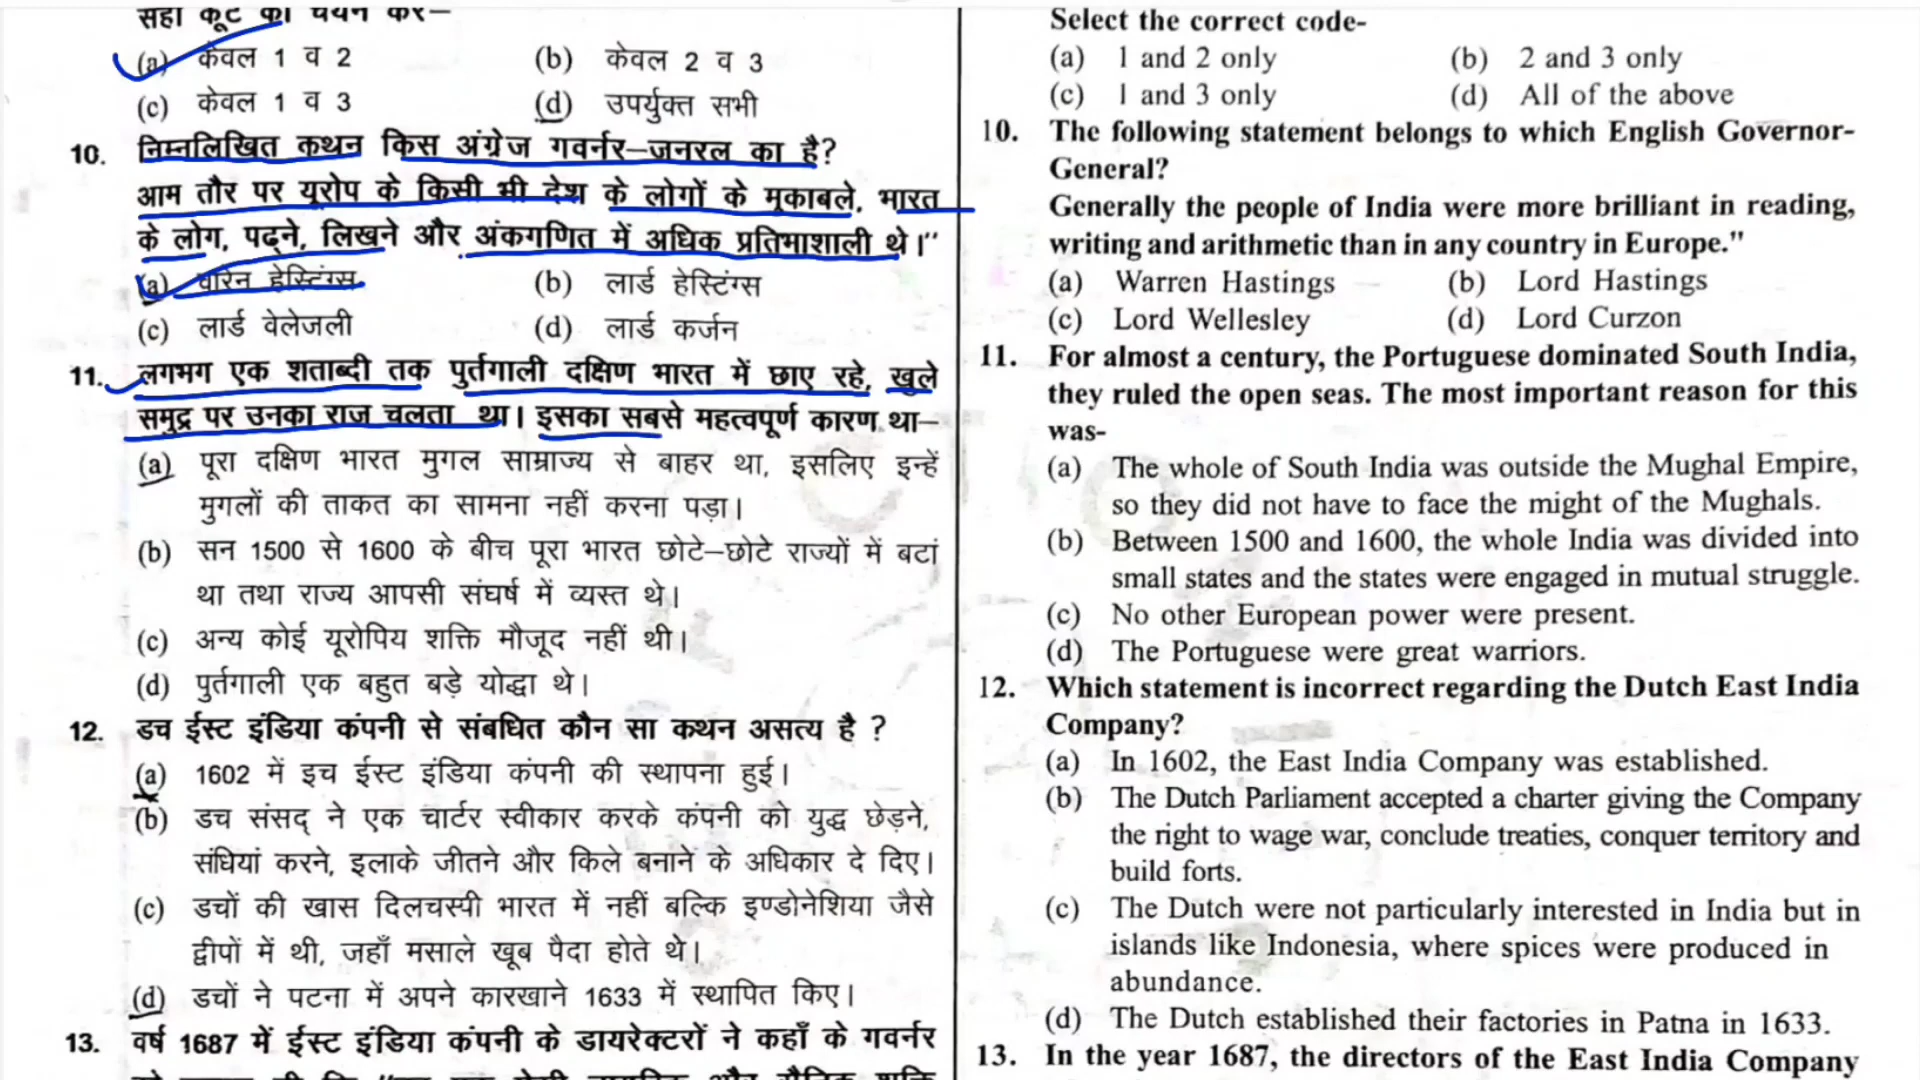 सही कूट का चयन करें–
(a) केवल 1 व 2 (b) केवल 2 व 3
(c) केवल 1 व 3 (d) उपर्युक्त सभी
10. निम्नलिखित कथन किस अंग्रेज गवर्नर–जनरल का है?
आम तौर पर यूरोप के किसी भी देश के लोगों के मुकाबले, भारत
के लोग, पढ़ने, लिखने और अंकगणित में अधिक प्रतिभाशाली थे।"
(a) वारेन हेस्टिंग्स (b) लार्ड हेस्टिंग्स
(c) लार्ड वेलेजली (d) लार्ड कर्जन
11. लगभग एक शताब्दी तक पुर्तगाली दक्षिण भारत में छाए रहे, खुले
समुद्र पर उनका राज चलता था। इसका सबसे महत्वपूर्ण कारण था–
(a) पूरा दक्षिण भारत मुगल साम्राज्य से बाहर था, इसलिए इन्हें
मुगलों की ताकत का सामना नहीं करना पड़ा।
(b) सन 1500 से 1600 के बीच पूरा भारत छोटे–छोटे राज्यों में बटां
था तथा राज्य आपसी संघर्ष में व्यस्त थे।
(c) अन्य कोई यूरोपिय शक्ति मौजूद नहीं थी।
(d) पुर्तगाली एक बहुत बड़े योद्धा थे।
12. डच ईस्ट इंडिया कंपनी से संबधित कौन सा कथन असत्य है ?
(a) 1602 में इच ईस्ट इंडिया कंपनी की स्थापना हुई।
(b) डच संसद् ने एक चार्टर स्वीकार करके कंपनी को युद्ध छेड़ने,
संधियां करने, इलाके जीतने और किले बनाने के अधिकार दे दिए।
(c) डचों की खास दिलचस्पी भारत में नहीं बल्कि इण्डोनेशिया जैसे
द्वीपों में थी, जहाँ मसाले खूब पैदा होते थे।
(d) डचों ने पटना में अपने कारखाने 1633 में स्थापित किए।
13. वर्ष 1687 में ईस्ट इंडिया कंपनी के डायरेक्टरों ने कहाँ के गवर्नर
Select the correct code-
(a) 1 and 2 only (b) 2 and 3 only
(c) 1 and 3 only (d) All of the above
10. The following statement belongs to which English Governor-
General?
Generally the people of India were more brilliant in reading,
writing and arithmetic than in any country in Europe."
(a) Warren Hastings (b) Lord Hastings
(c) Lord Wellesley (d) Lord Curzon
11. For almost a century, the Portuguese dominated South India,
they ruled the open seas. The most important reason for this
was-
(a) The whole of South India was outside the Mughal Empire,
so they did not have to face the might of the Mughals.
(b) Between 1500 and 1600, the whole India was divided into
small states and the states were engaged in mutual struggle.
(c) No other European power were present.
(d) The Portuguese were great warriors.
12. Which statement is incorrect regarding the Dutch East India
Company?
(a) In 1602, the East India Company was established.
(b) The Dutch Parliament accepted a charter giving the Company
the right to wage war, conclude treaties, conquer territory and
build forts.
(c) The Dutch were not particularly interested in India but in
islands like Indonesia, where spices were produced in
abundance.
(d) The Dutch established their factories in Patna in 1633.
13. In the year 1687, the directors of the East India Company